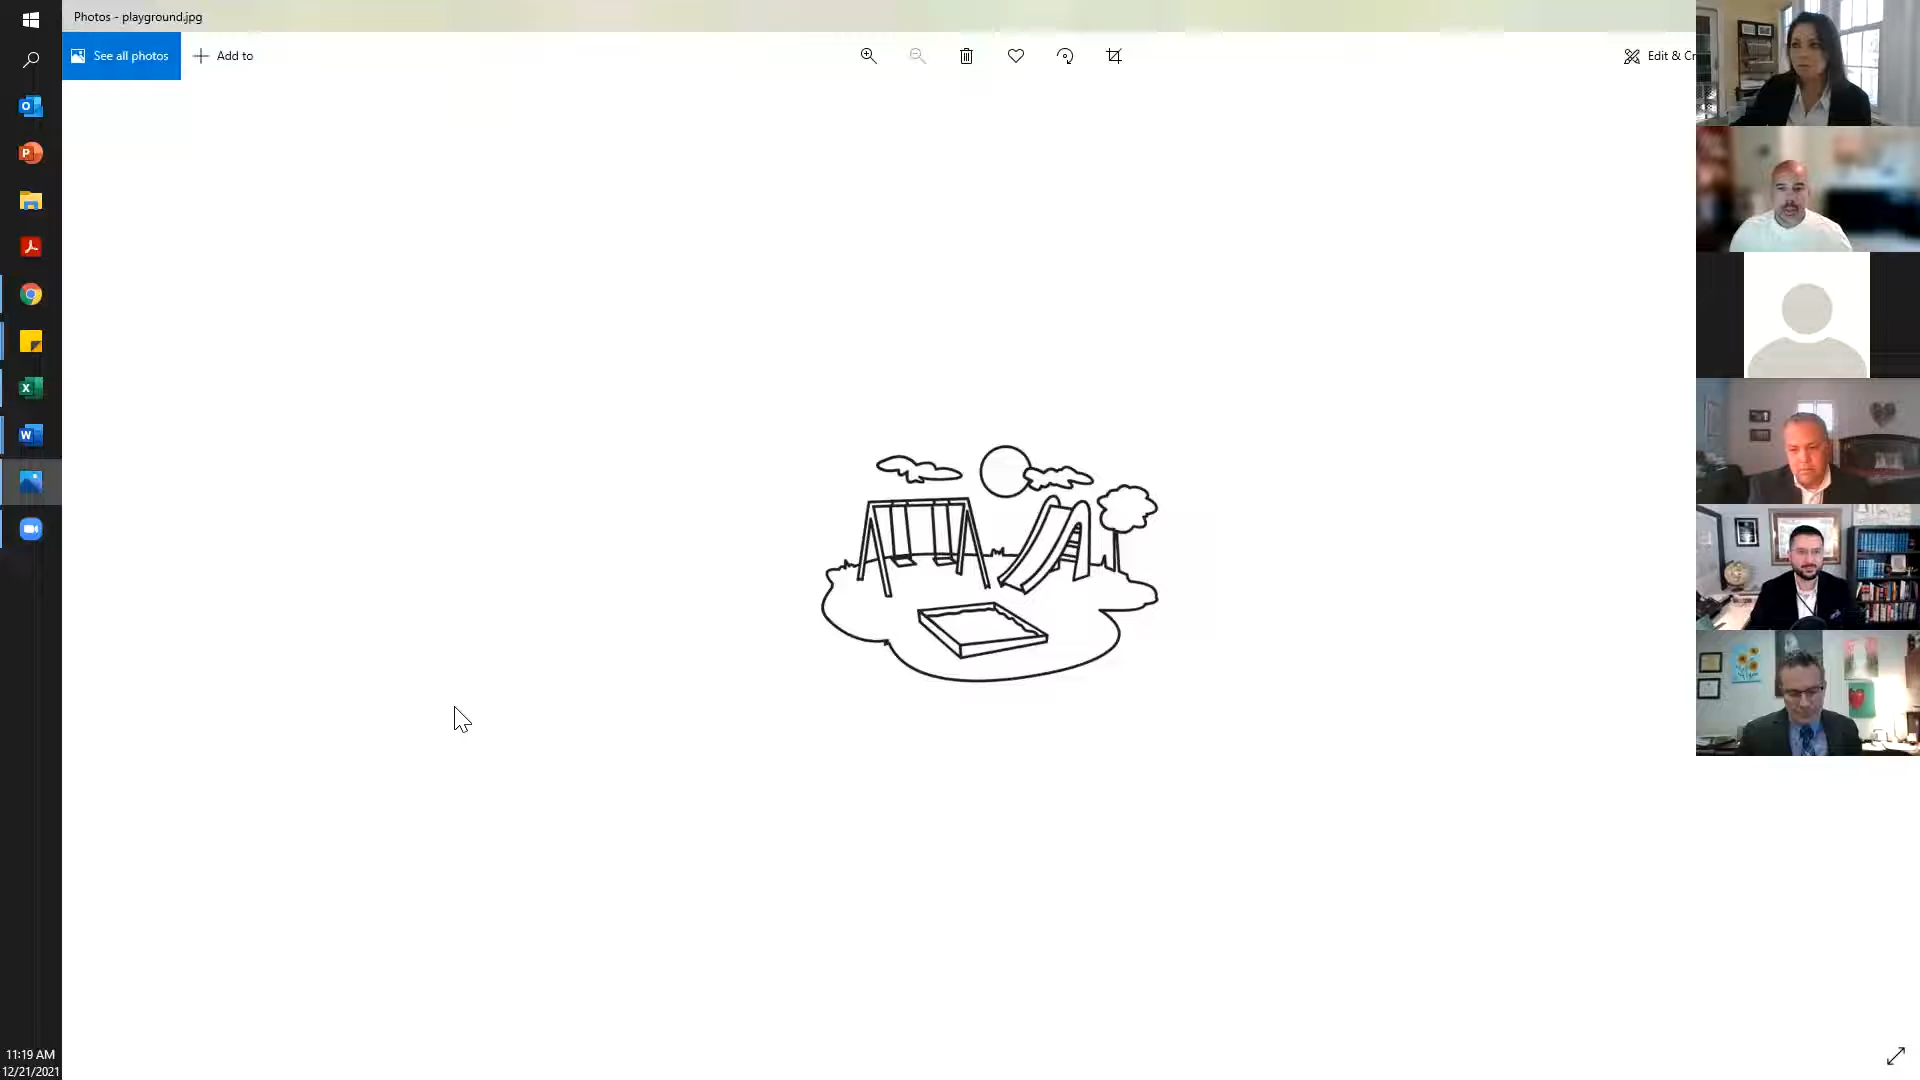 Photos - playground.jpg
See all photos
Add to
Edit & Cr
11:19 AM
12/21/2021